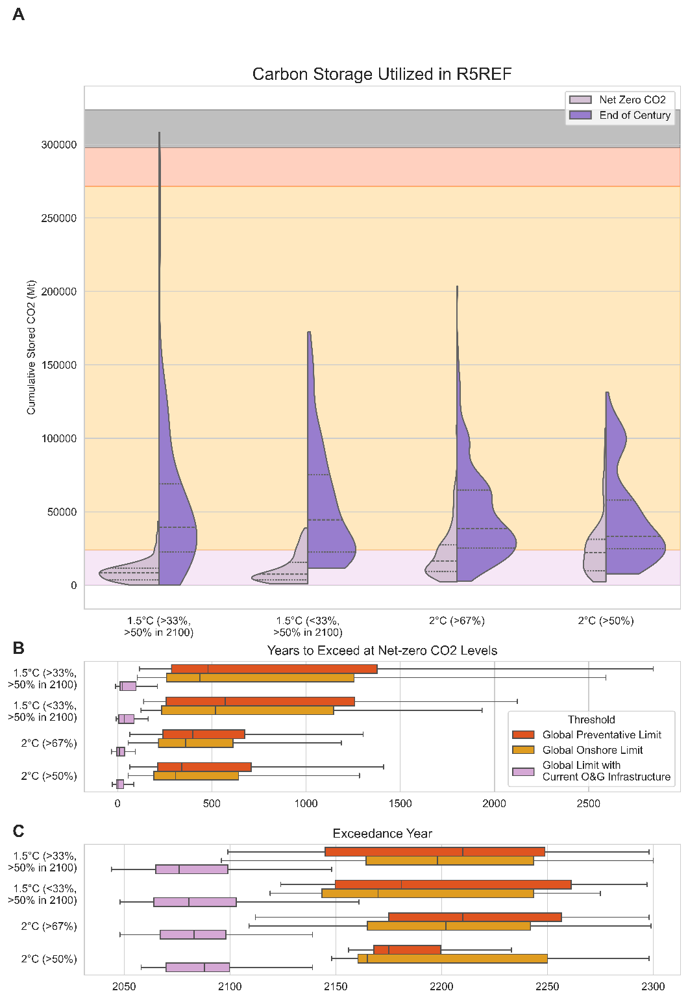 A
Carbon Storage Utilized in R5REF
Net Zero CO2
End of Century
Cumulative Stored CO2 (Mt)
300000
250000
200000
150000
100000
50000
0
1.5°C (>33%,
>50% in 2100)
1.5°C (<33%,
>50% in 2100)
2°C (>67%)
2°C (>50%)
B
Years to Exceed at Net-zero CO2 Levels
1.5°C (>33%,
>50% in 2100)
1.5°C (<33%,
>50% in 2100)
2°C (>67%)
2°C (>50%)
Threshold
Global Preventative Limit
Global Onshore Limit
Global Limit with
Current O&G Infrastructure
0 500 1000 1500 2000 2500
C
Exceedance Year
1.5°C (>33%,
>50% in 2100)
1.5°C (<33%,
>50% in 2100)
2°C (>67%)
2°C (>50%)
2050 2100 2150 2200 2250 2300